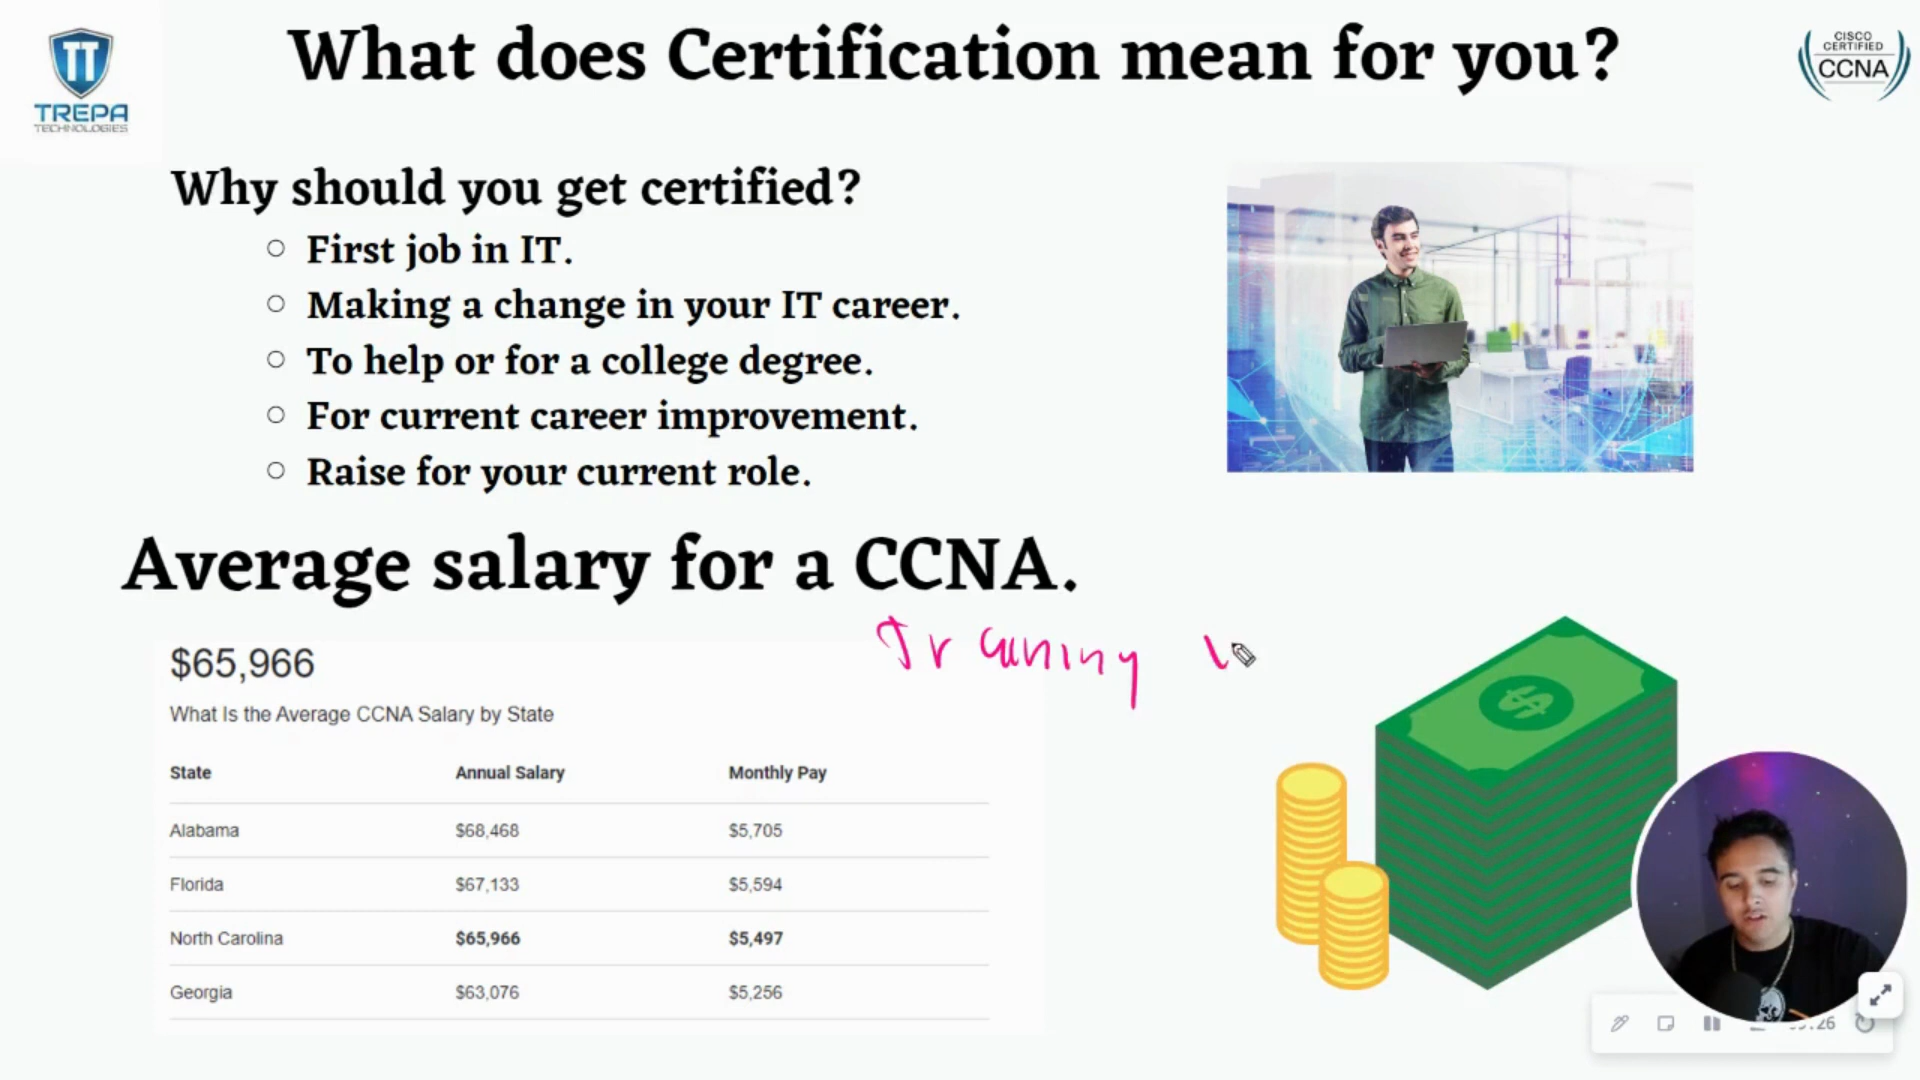 TT
TREPA
TECHNOLOGIES
What does Certification mean for you?
CISCO
CERTIFIED
CCNA
Why should you get certified?
First job in IT.
Making a change in your IT career.
To help or for a college degree.
For current career improvement.
Raise for your current role.
Average salary for a CCNA.
Training
$65,966
What Is the Average CCNA Salary by State
State Annual Salary Monthly Pay
Alabama $68,468 $5,705
Florida $67,133 $5,594
North Carolina $65,966 $5,497
Georgia $63,076 $5,256
$
:26